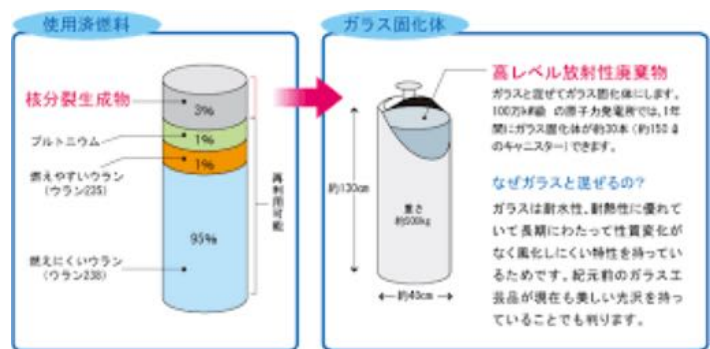 使用済燃料
核分裂生成物
3%
プルトニウム
1%
燃えやすいウラン
(ウラン235)
1%
95%
燃えにくいウラン
(ウラン238)
再利用可能
ガラス固化体
高レベル放射性廃棄物
ガラスと混ぜてガラス固化体にします。
100万kW級 の原子力発電所では、1年
間にガラス固化体が約30本(約150ℓ
のキャニスター)できます。
約130cm
重さ
約500kg
約40cm
なぜガラスと混ぜるの?
ガラスは耐水性、耐熱性に優れて
いて長期にわたって性質変化が
なく風化しにくい特性を持ってい
るためです。紀元前のガラス工
芸品が現在も美しい光沢を持っ
ていることでも判ります。